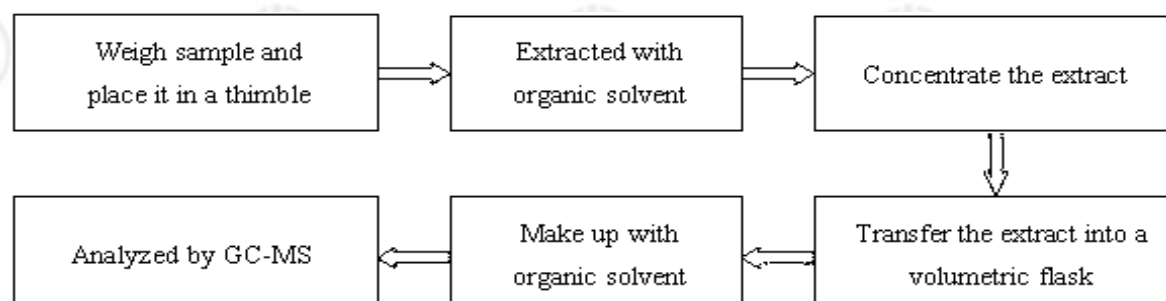 Weigh sample and
place it in a thimble
Extracted with
organic solvent
Concentrate the extract
Transfer the extract into a
volumetric flask
Make up with
organic solvent
Analyzed by GC-MS